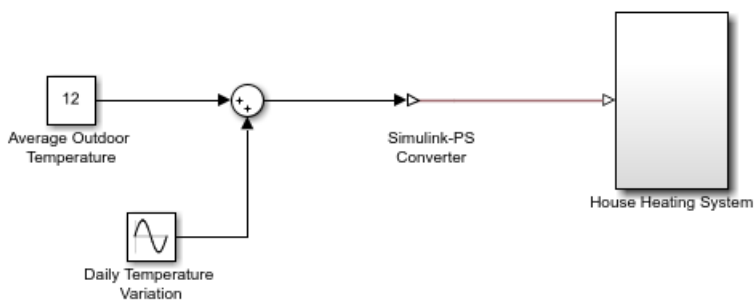 12
Average Outdoor
Temperature
Simulink-PS
Converter
House Heating System
Daily Temperature
Variation